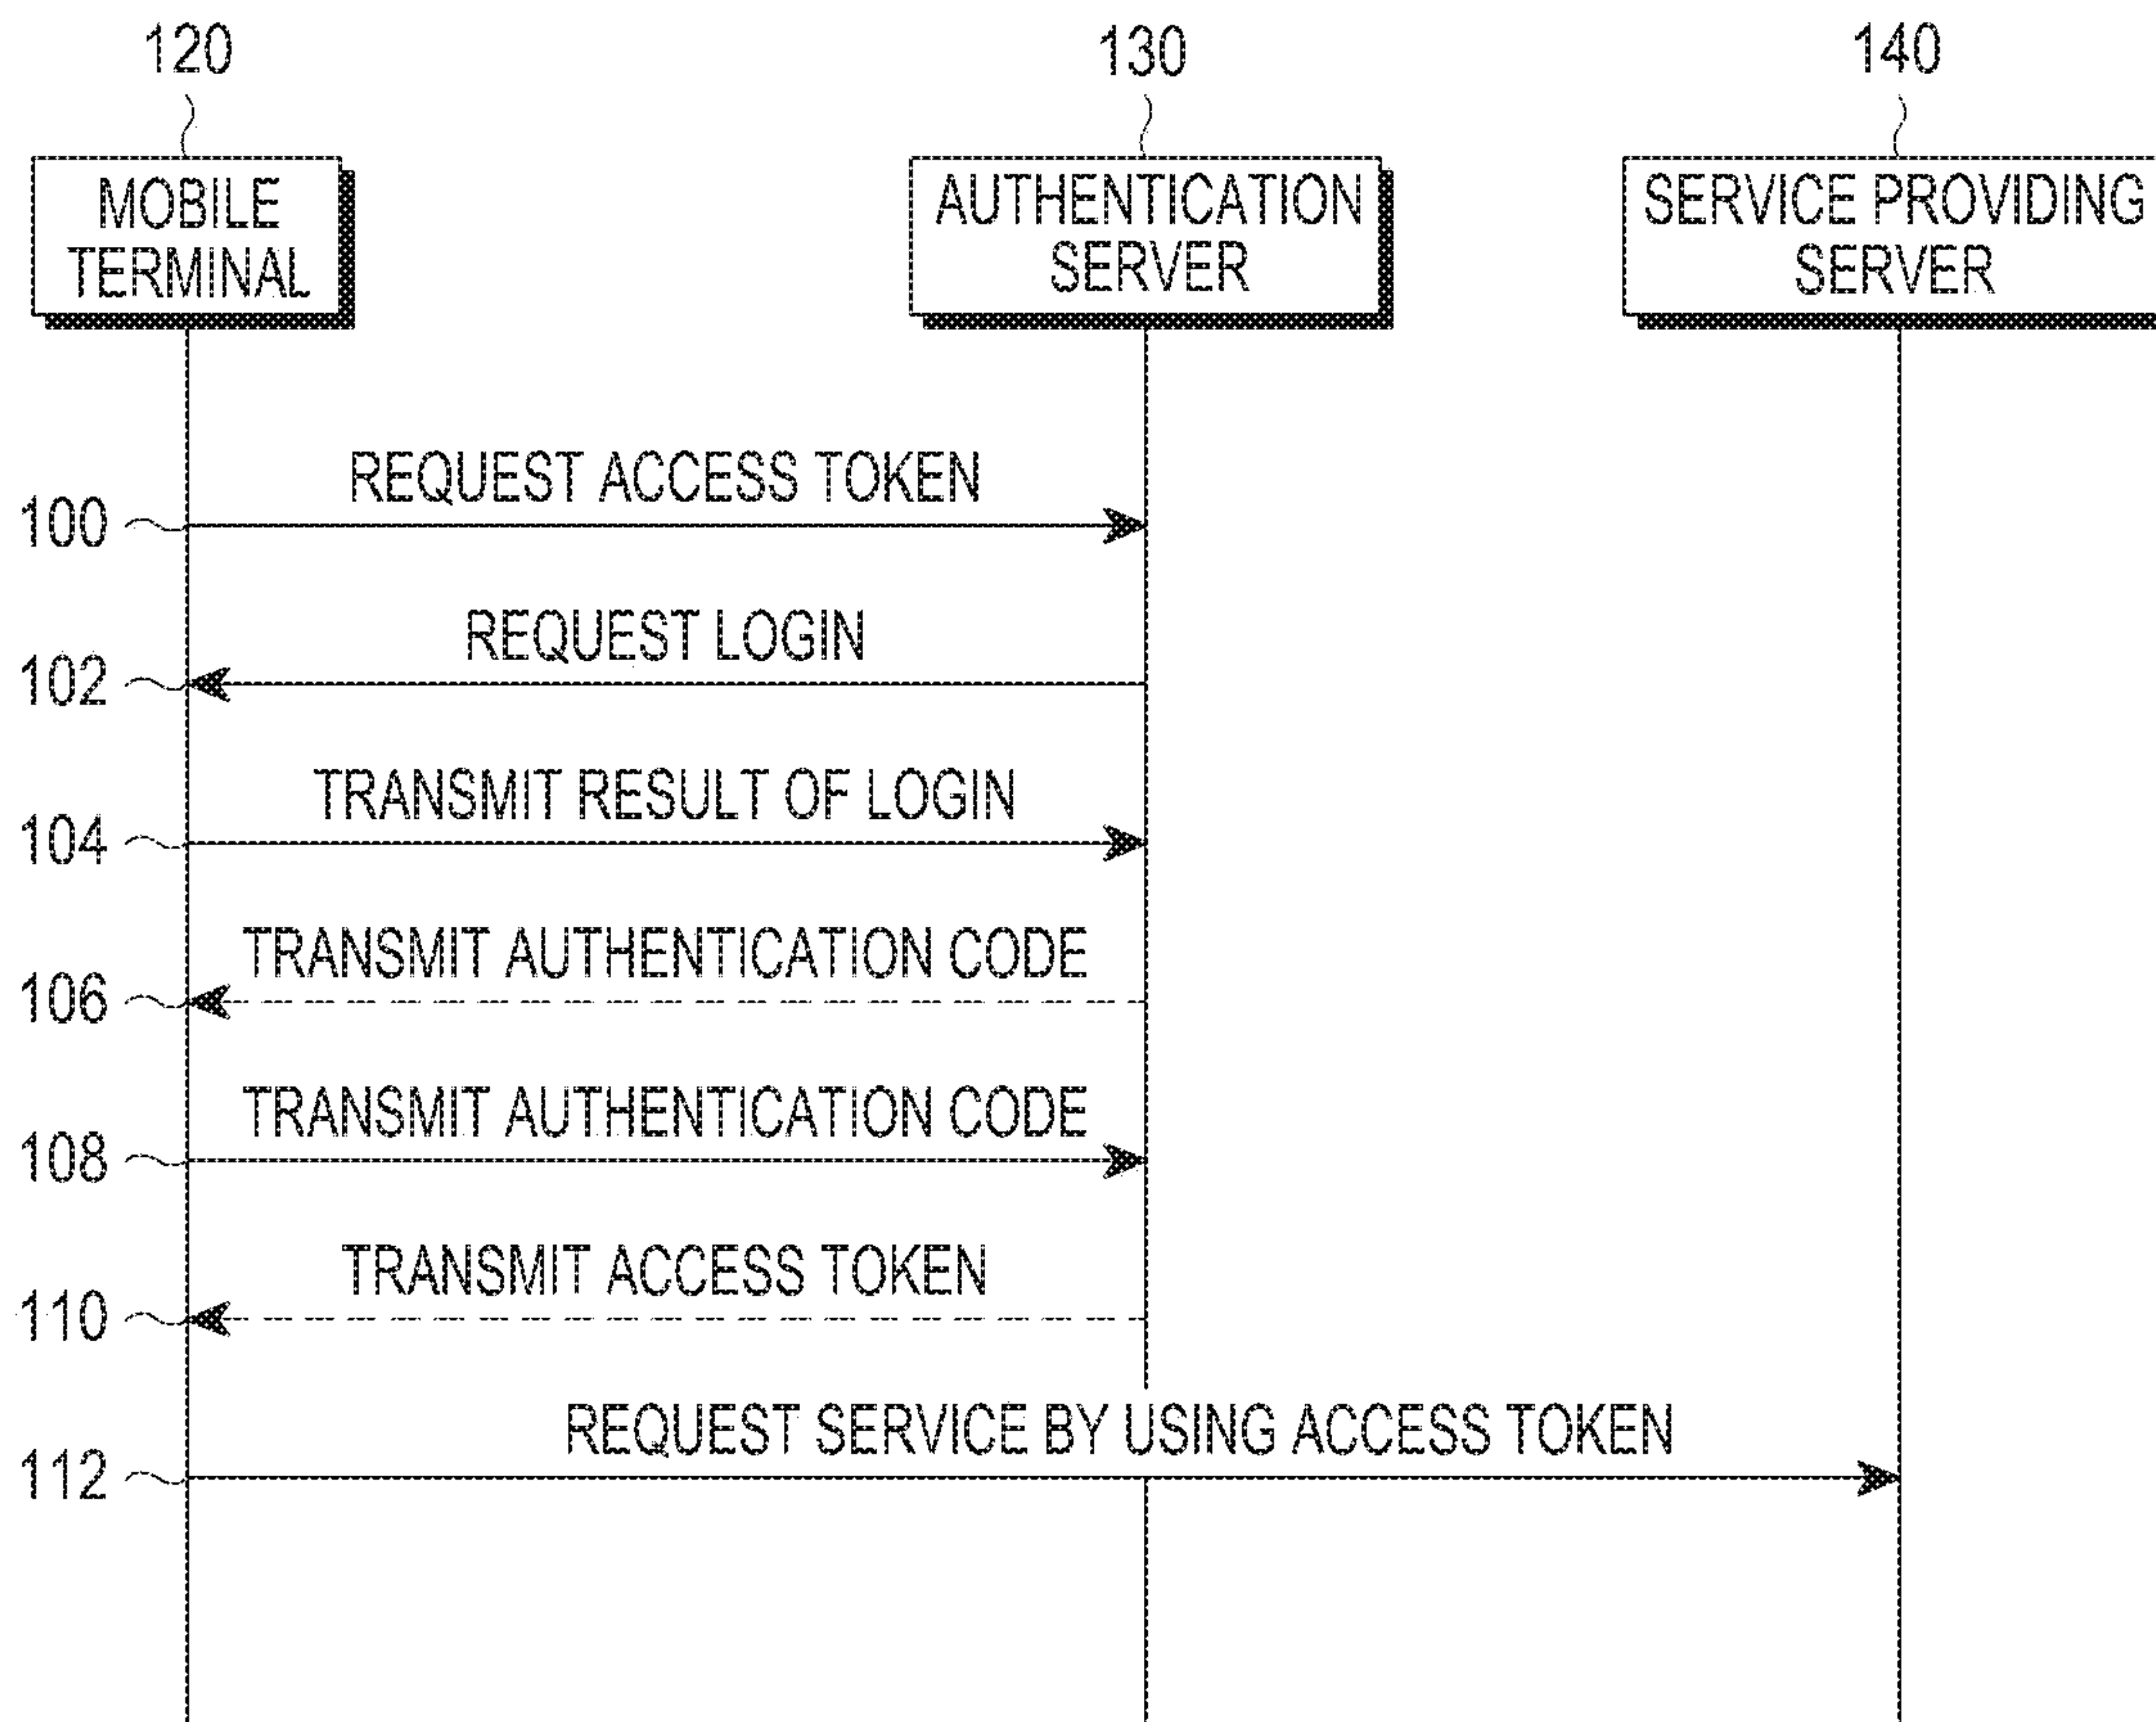 120
130
140
MOBILE
TERMINAL
AUTHENTICATION
SERVER
SERVICE PROVIDING
SERVER
REQUEST ACCESS TOKEN
100
REQUEST LOGIN
102
TRANSMIT RESULT OF LOGIN
104
TRANSMIT AUTHENTICATION CODE
106
TRANSMIT AUTHENTICATION CODE
108
TRANSMIT ACCESS TOKEN
110
REQUEST SERVICE BY USING ACCESS TOKEN
112